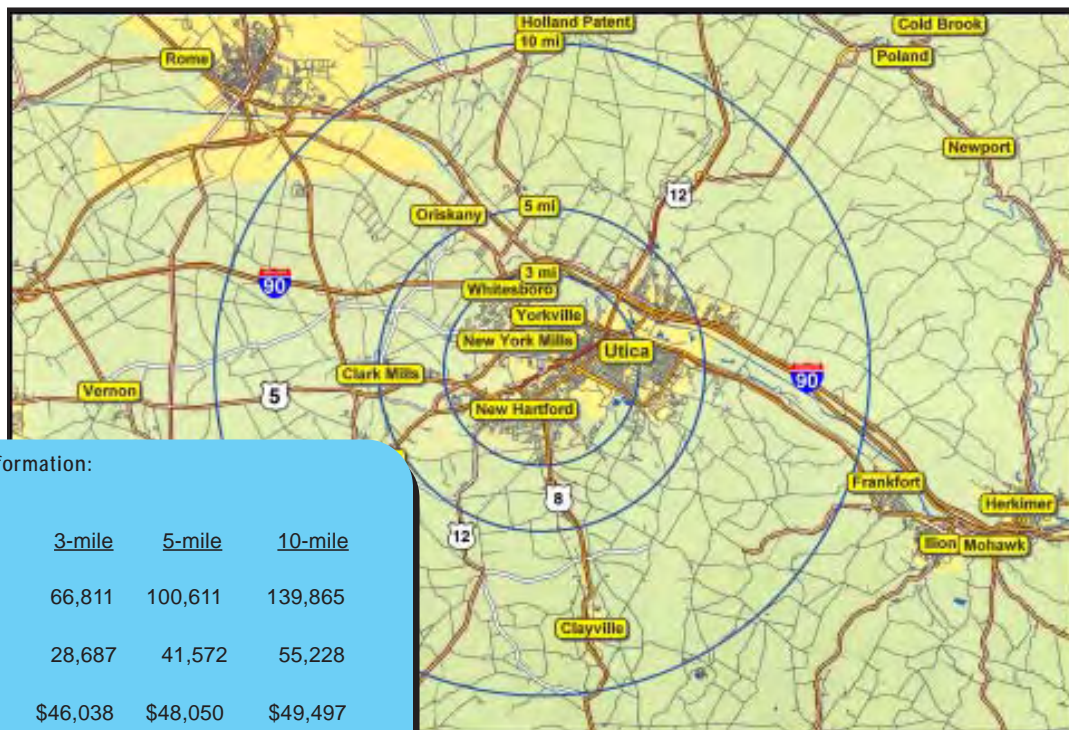 Holland Patent
Cold Brook
10 mi
Rome
Poland
Newport
12
5 mi
Oriskany
3 mi
90
Whitesboro
Yorkville
New York Mills
Utica
Clark Mills
90
Vernon
5
New Hartford
Frankfort
8
Herkimer
12
Ilion
Mohawk
Clayville
formation:
3-mile 5-mile 10-mile
66,811 100,611 139,865
28,687 41,572 55,228
$46,038 $48,050 $49,497